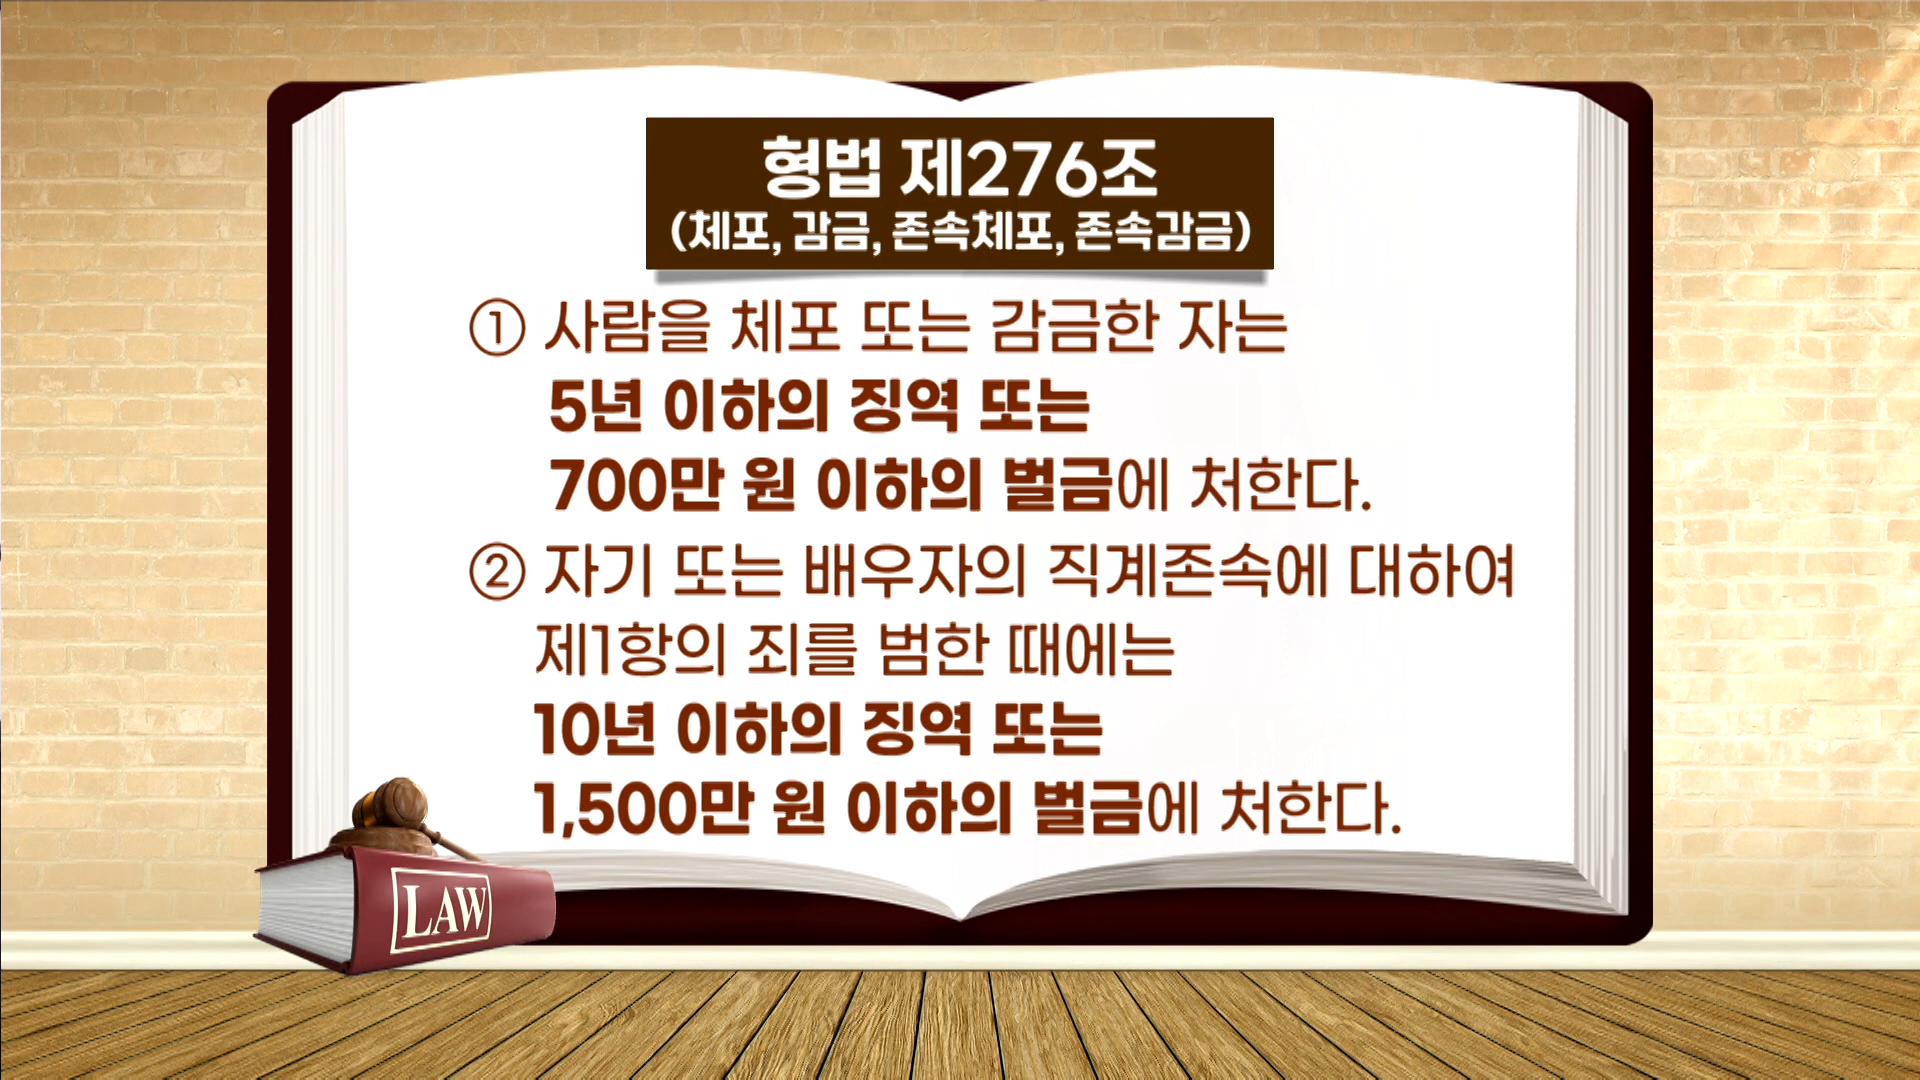 형법 제276조
(체포, 감금, 존속체포, 존속감금)
① 사람을 체포 또는 감금한 자는
5년 이하의 징역 또는
700만 원 이하의 벌금에 처한다.
② 자기 또는 배우자의 직계존속에 대하여
제1항의 죄를 범한 때에는
10년 이하의 징역 또는
1,500만 원 이하의 벌금에 처한다.
LAW